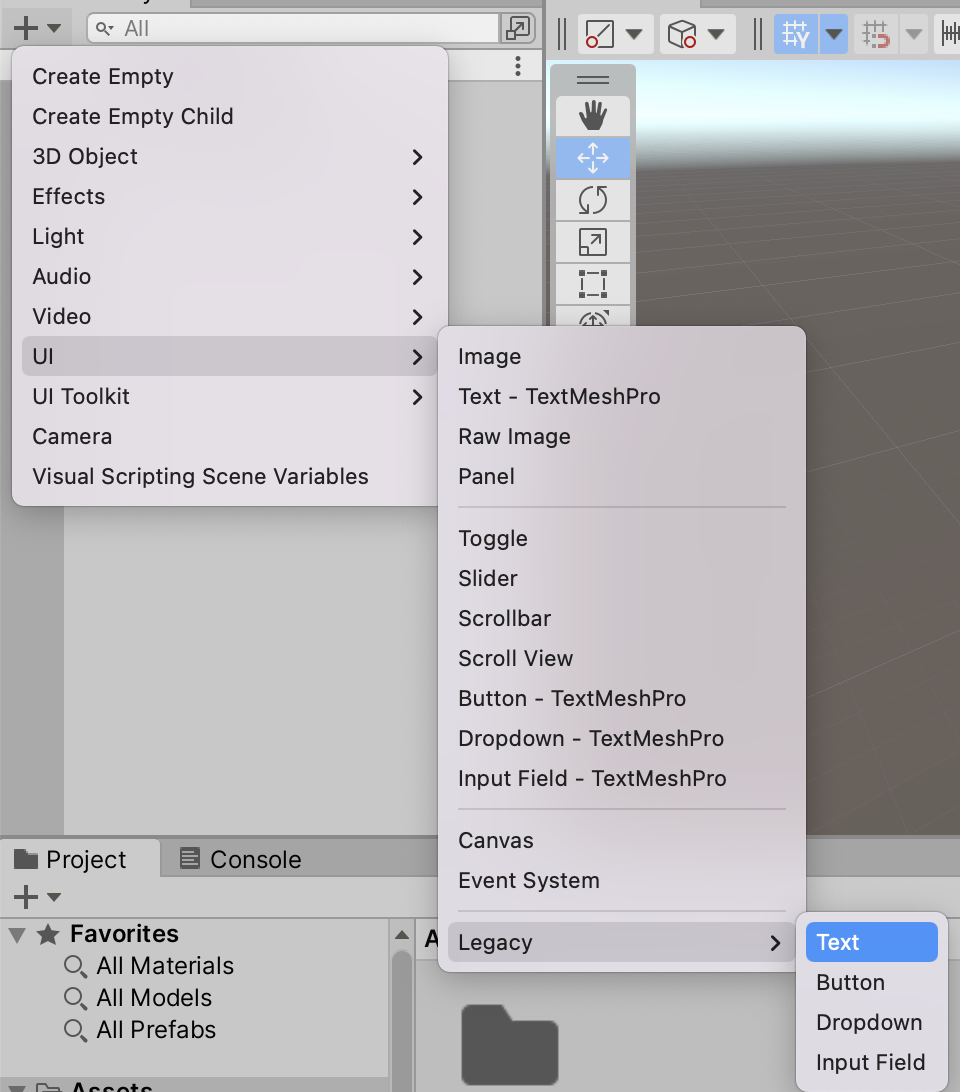 All
Create Empty
Create Empty Child
3D Object
Effects
Light
Audio
Video
UI
UI Toolkit
Camera
Visual Scripting Scene Variables
Y
Image
Text - TextMeshPro
Raw Image
Panel
Toggle
Slider
Scrollbar
Scroll View
Button - TextMeshPro
Dropdown - TextMeshPro
Input Field - TextMeshPro
Canvas
Event System
Legacy
Text
Button
Dropdown
Input Field
Project
Console
Favorites
All Materials
All Models
All Prefabs
Assets